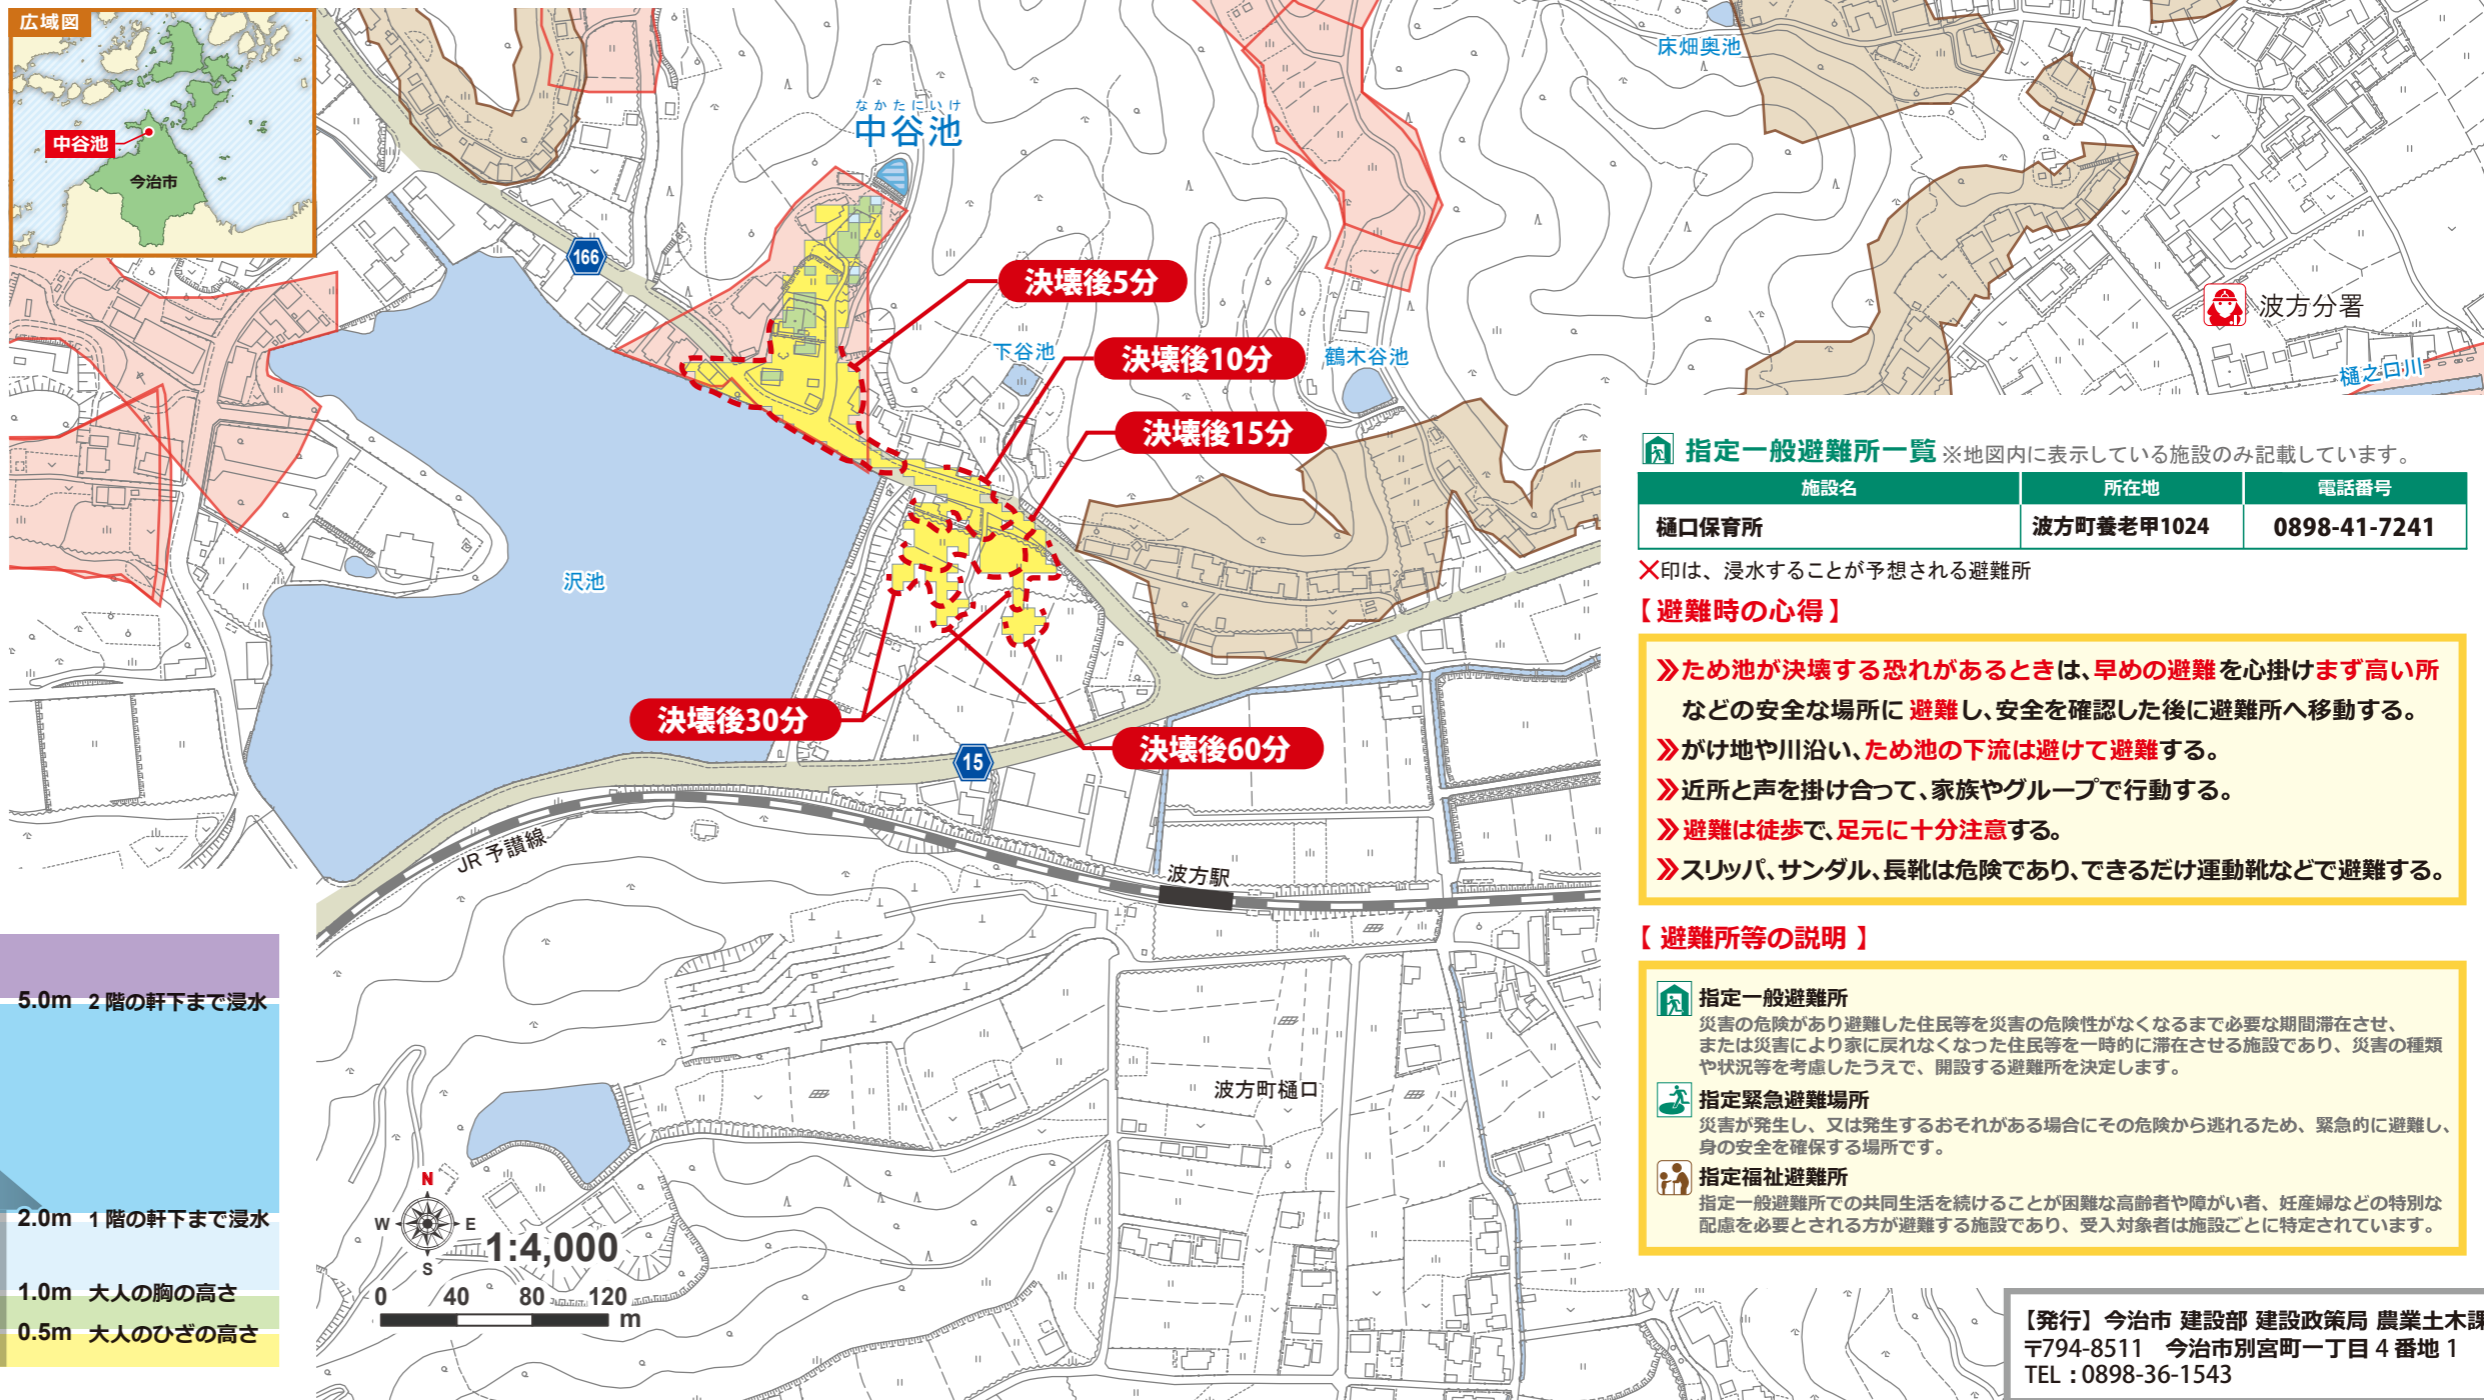 広域図
中谷池
今治市
なかたにいけ
中谷池
床畑奥池
166
波方分署
決壊後5分
下谷池
決壊後10分
鶴木谷池
樋之口川
決壊後15分
沢池
決壊後30分
決壊後60分
15
JR 予讃線
波方駅
波方町樋口
指定一般避難所一覧 ※地図内に表示している施設のみ記載しています。
施設名 所在地 電話番号
樋口保育所 波方町養老甲1024 0898-41-7241
×印は、浸水することが予想される避難所
【 避難時の心得 】
≫ため池が決壊する恐れがあるときは、早めの避難を心掛けまず高い所
などの安全な場所に 避難し、安全を確認した後に避難所へ移動する。
≫がけ地や川沿い、ため池の下流は避けて避難する。
≫近所と声を掛け合って、家族やグループで行動する。
≫避難は徒歩で、足元に十分注意する。
≫スリッパ、サンダル、長靴は危険であり、できるだけ運動靴などで避難する。
【 避難所等の説明 】
指定一般避難所
災害の危険があり避難した住民等を災害の危険性がなくなるまで必要な期間滞在させ、
または災害により家に戻れなくなった住民等を一時的に滞在させる施設であり、災害の種類
や状況等を考慮したうえで、開設する避難所を決定します。
指定緊急避難場所
災害が発生し、又は発生するおそれがある場合にその危険から逃れるため、緊急的に避難し、
身の安全を確保する場所です。
指定福祉避難所
指定一般避難所での共同生活を続けることが困難な高齢者や障がい者、妊産婦などの特別な
配慮を必要とされる方が避難する施設であり、受入対象者は施設ごとに特定されています。
5.0m 2 階の軒下まで浸水
2.0m 1 階の軒下まで浸水
1.0m 大人の胸の高さ
0.5m 大人のひざの高さ
N
W E
S
1:4,000
0 40 80 120
m
【発行】今治市 建設部 建設政策局 農業土木課
〒794-8511 今治市別宮町一丁目 4 番地 1
TEL : 0898-36-1543